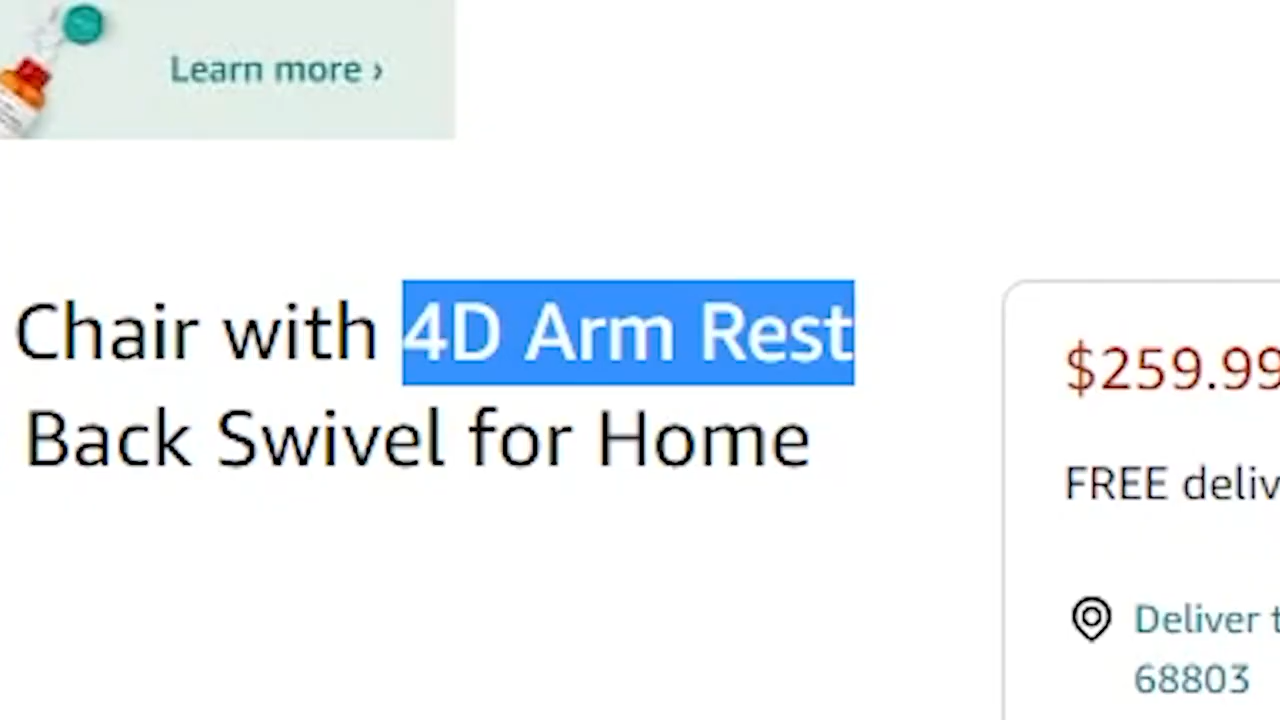 Learn more ›
Chair with 4D Arm Rest
Back Swivel for Home
$259.99
FREE deliv
Deliver t
68803